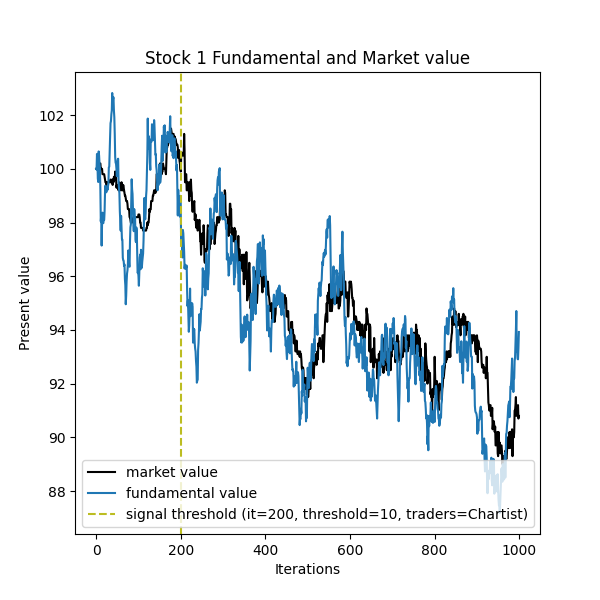 Stock 1 Fundamental and Market value
Present value
102
100
98
96
94
92
90
88
market value
fundamental value
signal threshold (it=200, threshold=10, traders=Chartist)
0 200 400 600 800 1000
Iterations